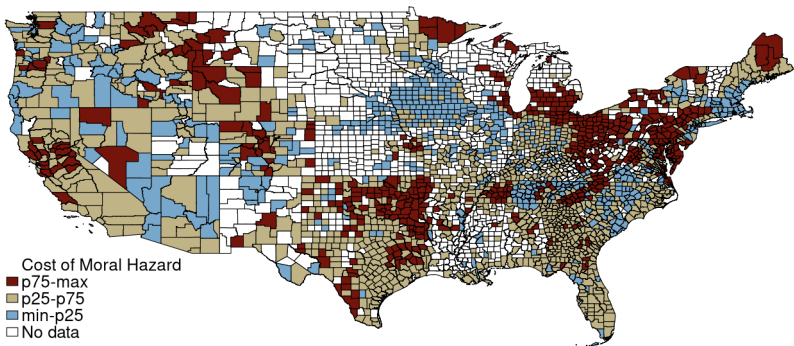 Cost of Moral Hazard
p75-max
p25-p75
min-p25
No data